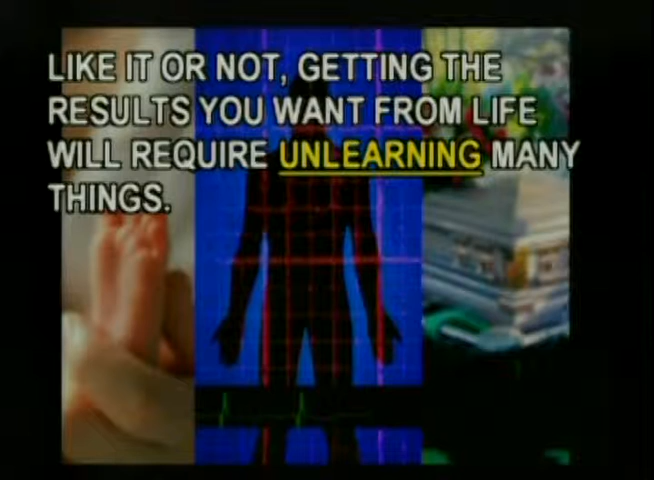 LIKE IT OR NOT, GETTING THE
RESULTS YOU WANT FROM LIFE
WILL REQUIRE UNLEARNING MANY
THINGS.